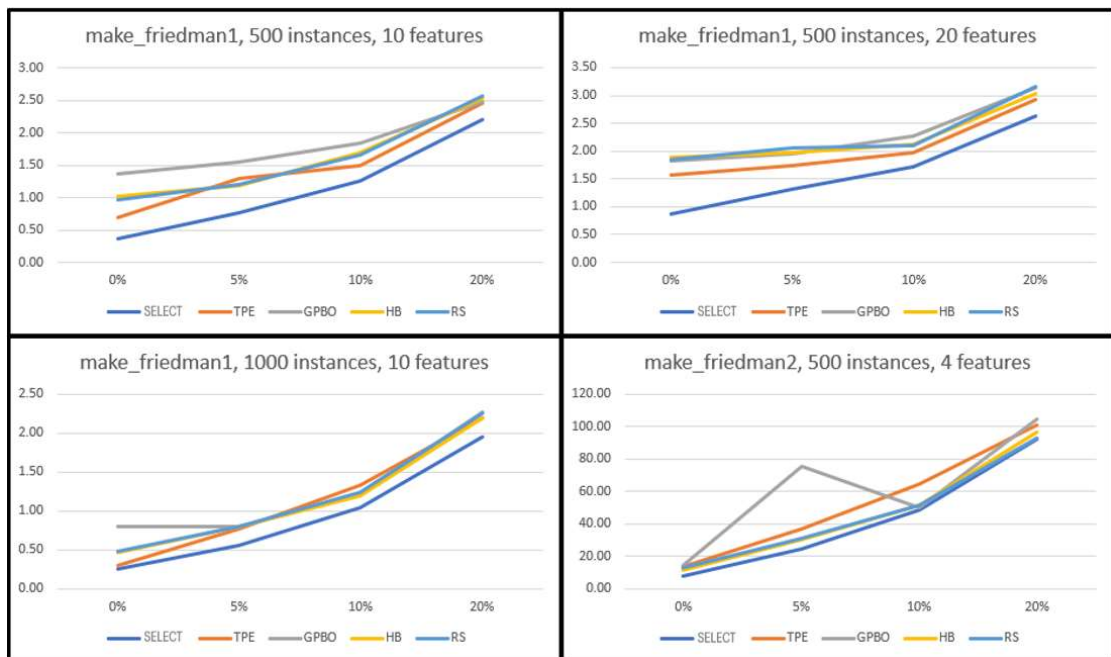 make_friedman1, 500 instances, 10 features
3.00
2.50
2.00
1.50
1.00
0.50
0.00
0% 5% 10% 20%
SELECT TPE GPBO HB RS
make_friedman1, 500 instances, 20 features
3.50
3.00
2.50
2.00
1.50
1.00
0.50
0.00
0% 5% 10% 20%
SELECT TPE GPBO HB RS
make_friedman1, 1000 instances, 10 features
2.50
2.00
1.50
1.00
0.50
0.00
0% 5% 10% 20%
SELECT TPE GPBO HB RS
make_friedman2, 500 instances, 4 features
120.00
100.00
80.00
60.00
40.00
20.00
0.00
0% 5% 10% 20%
SELECT TPE GPBO HB RS